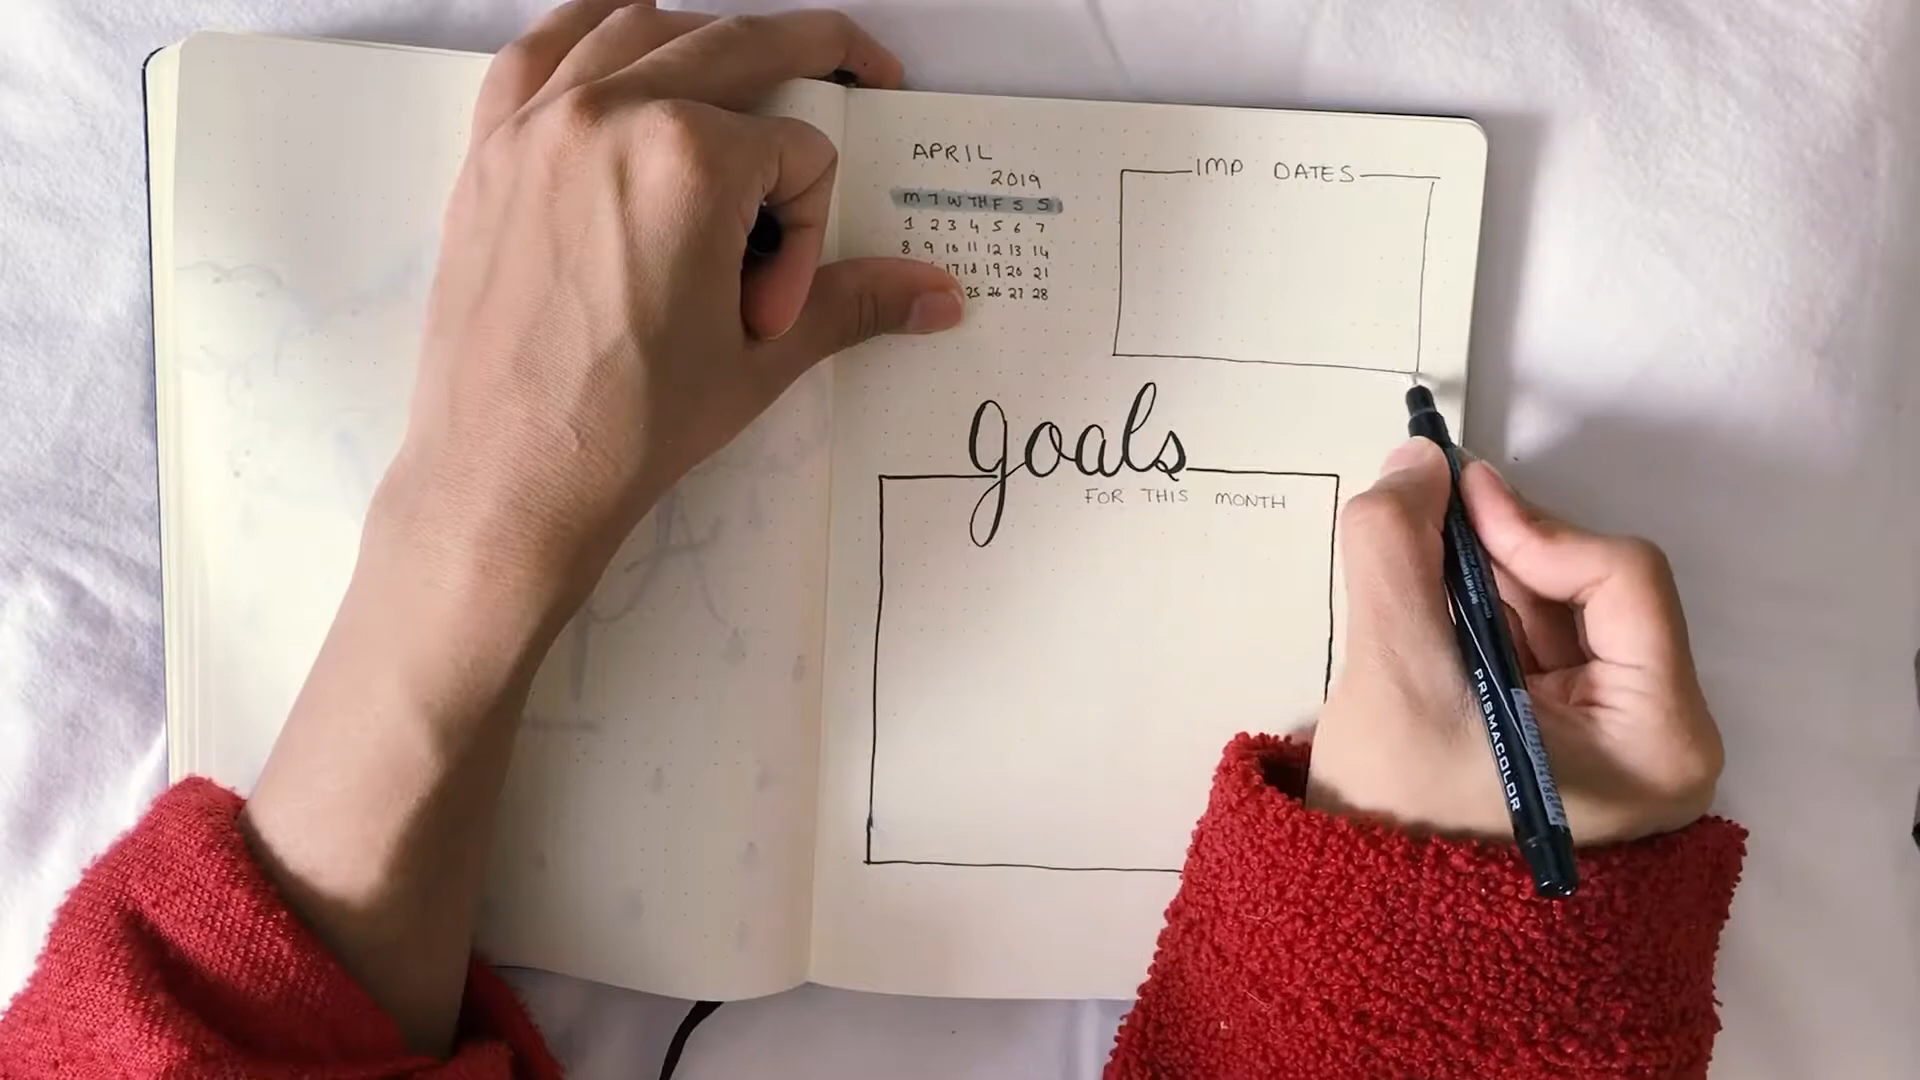 APRIL
2019
M T W TH F S S
1 2 3 4 5 6 7
8 9 10 11 12 13 14
17 18 19 20 21
25 26 27 28
IMP DATES
goals
FOR THIS MONTH
PRISMACOLOR